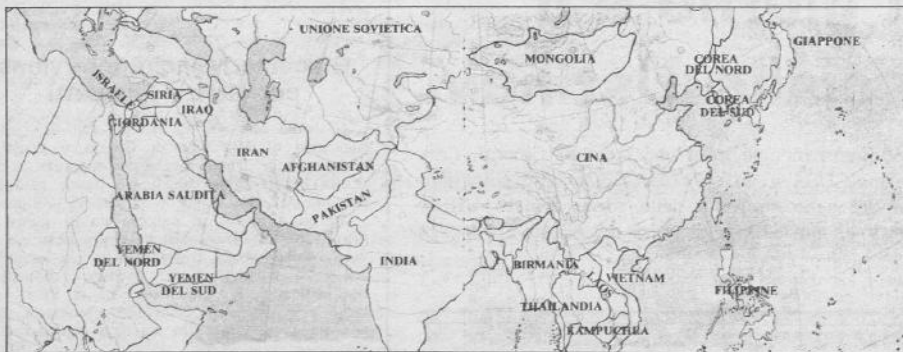 UNIONE SOVIETICA
GIAPPONE
MONGOLIA
COREA
DEL NORD
ISRAELE
SIRIA
IRAQ
COREA
DEL SUD
GIORDANIA
IRAN
AFGHANISTAN
CINA
ARABIA SAUDITA
PAKISTAN
YEMEN
DEL NORD
INDIA
BIRMANIA
LAOS
VIETNAM
YEMEN
DEL SUD
FILIPPINE
THAILANDIA
KAMPUCHEA